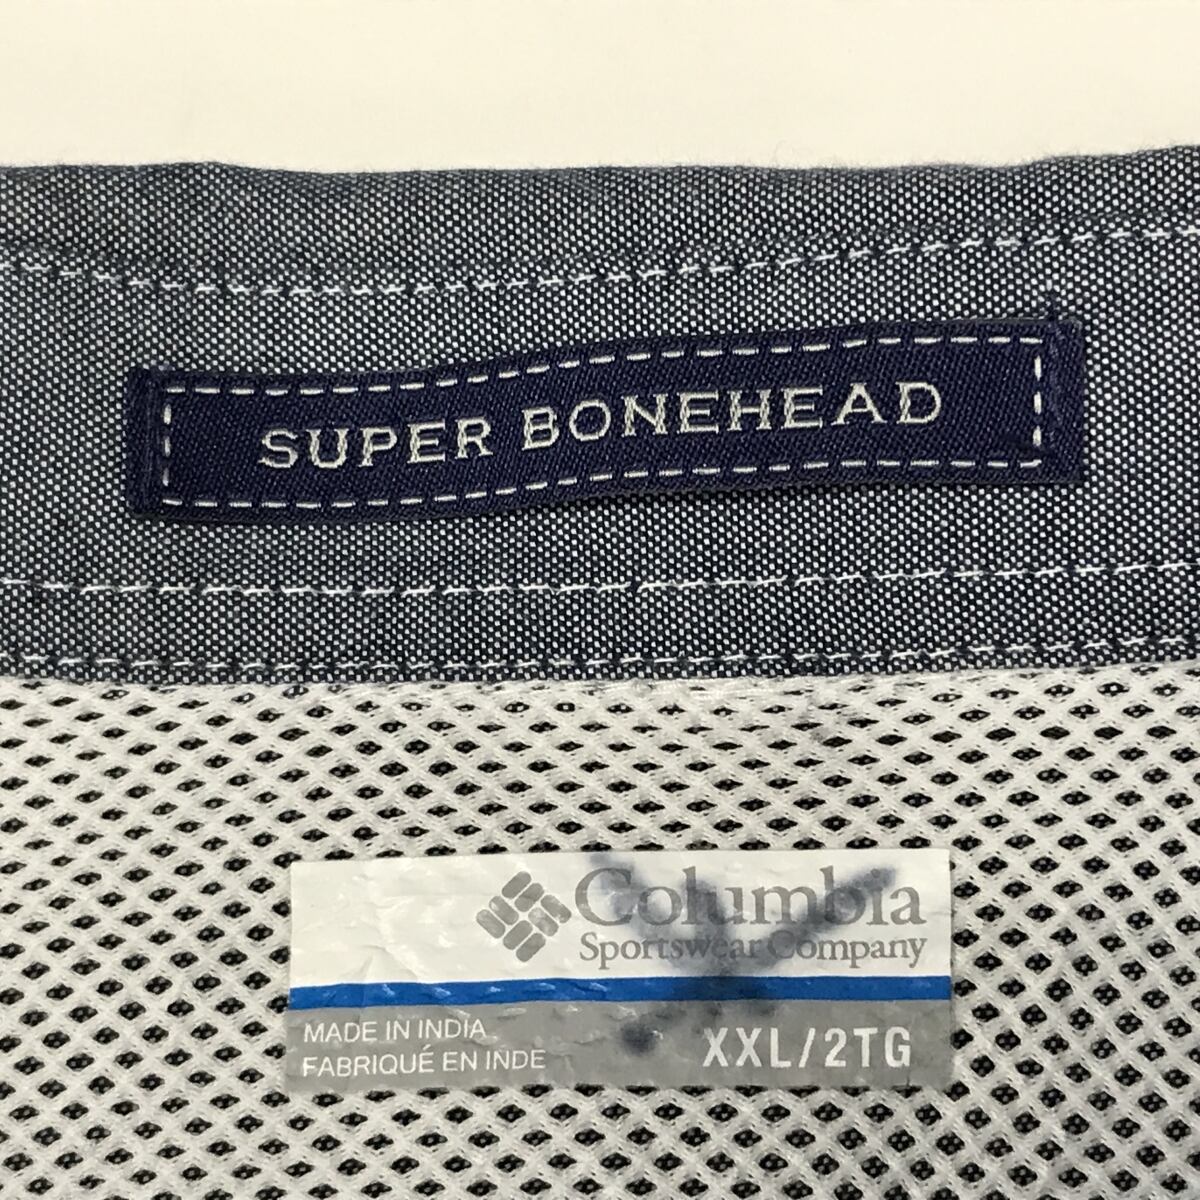 SUPER BONEHEAD
Columbia
Sportswear Company
MADE IN INDIA
FABRIQUÉ EN INDE
XXL/2TG